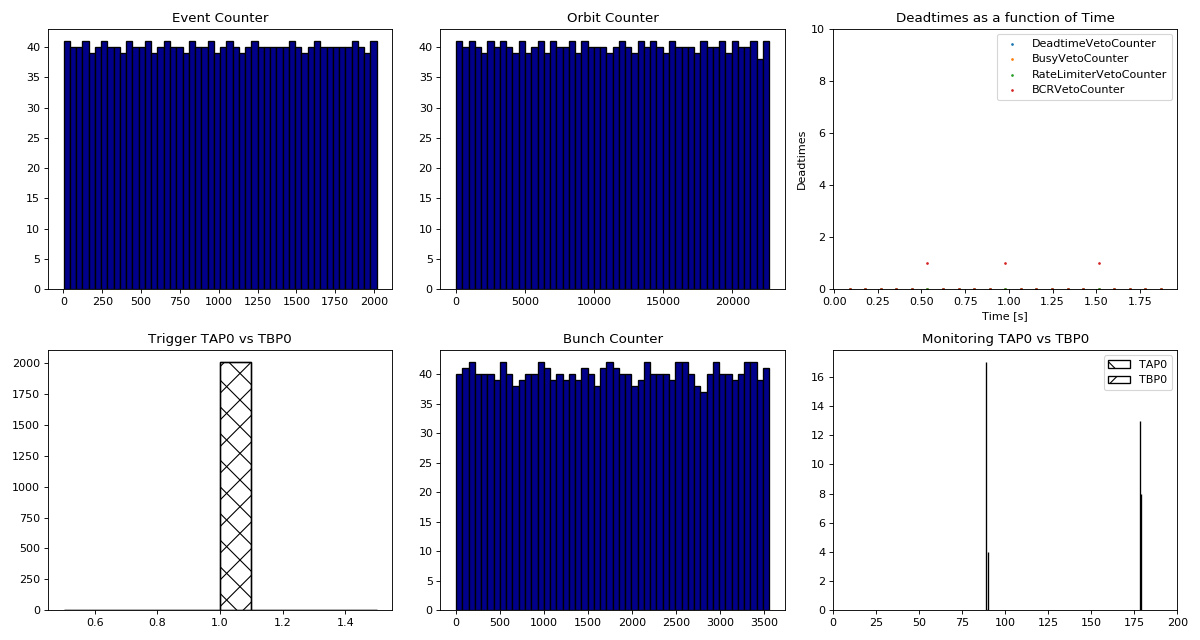 Event Counter
40
35
30
25
20
15
10
5
0
0 250 500 750 1000 1250 1500 1750 2000
Orbit Counter
40
35
30
25
20
15
10
5
0
0 5000 10000 15000 20000
Deadtimes as a function of Time
DeadtimeVetoCounter
BusyVetoCounter
RateLimiterVetoCounter
BCRVetoCounter
Deadtimes
10
8
6
4
2
0
0.00 0.25 0.50 0.75 1.00 1.25 1.50 1.75
Time [s]
Trigger TAP0 vs TBP0
2000
1750
1500
1250
1000
750
500
250
0
0.6 0.8 1.0 1.2 1.4
Bunch Counter
40
35
30
25
20
15
10
5
0
0 500 1000 1500 2000 2500 3000 3500
Monitoring TAP0 vs TBP0
TAP0
TBP0
16
14
12
10
8
6
4
2
0
0 25 50 75 100 125 150 175 200